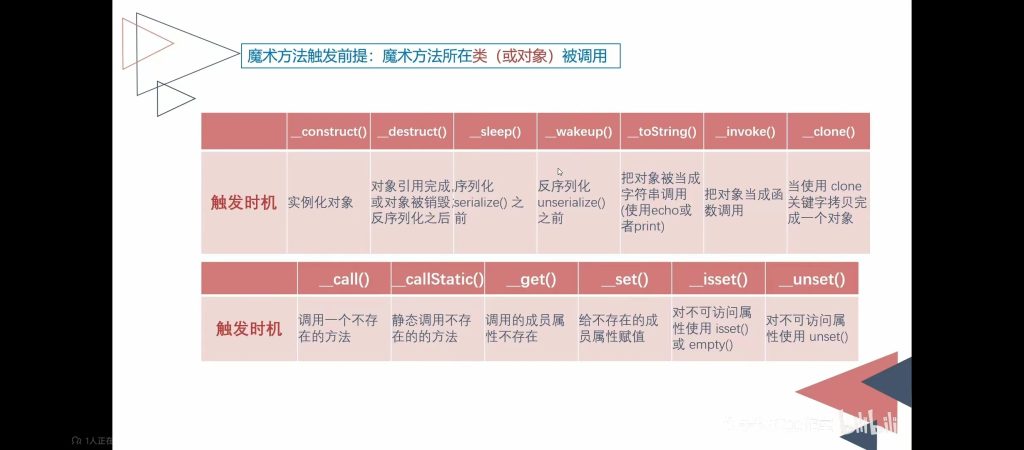 魔术方法触发前提：魔术方法所在类（或对象）被调用
__construct() __destruct() __sleep() __wakeup() __toString() __invoke() __clone()
触发时机
实例化对象
对象引用完成,
或对象被销毁,
反序列化之后
序列化
serialize() 之
前
反序列化
unserialize()
之前
把对象被当成
字符串调用
(使用echo或
者print)
把对象当成函
数调用
当使用 clone
关键字拷贝完
成一个对象
__call() __callStatic() __get() __set() __isset() __unset()
触发时机
调用一个不存
在的方法
静态调用不存
在的的方法
调用的成员属
性不存在
给不存在的成
员属性赋值
对不可访问属
性使用 isset()
或 empty()
对不可访问属
性使用 unset()
1人正在
bilibili